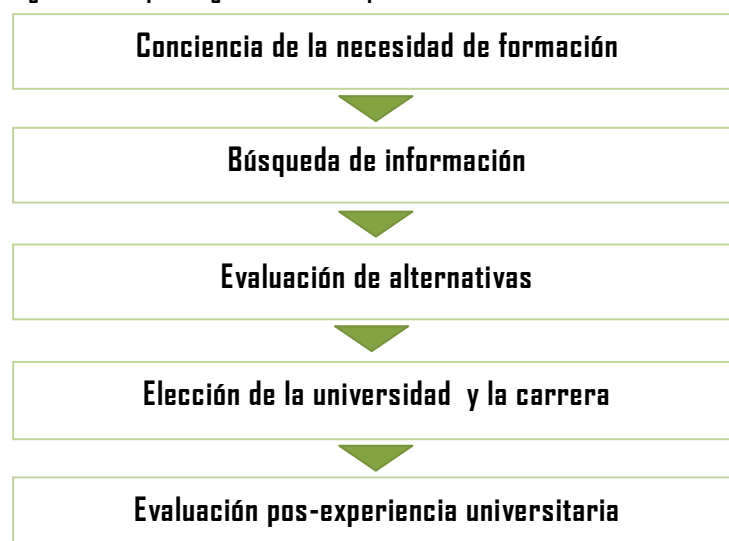 Conciencia de la necesidad de formación
Búsqueda de información
Evaluación de alternativas
Elección de la universidad y la carrera
Evaluación pos-experiencia universitaria